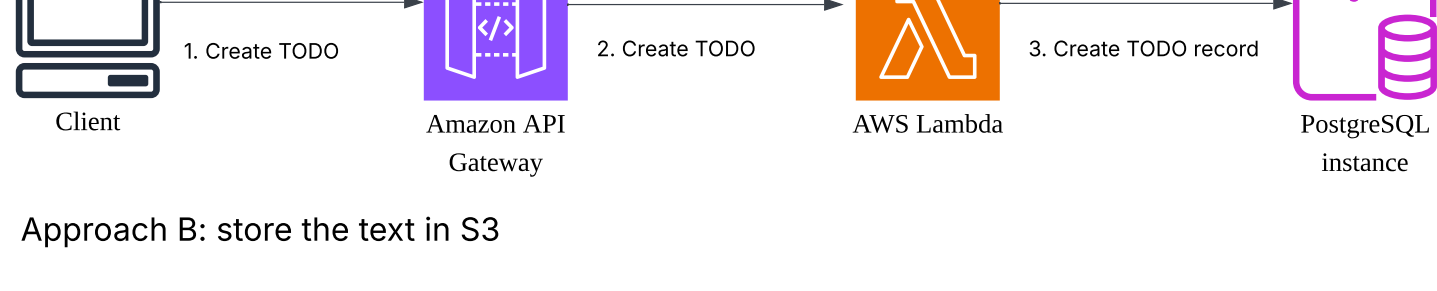 1. Create TODO
2. Create TODO
3. Create TODO record
Client
Amazon API
Gateway
AWS Lambda
PostgreSQL
instance
Approach B: store the text in S3